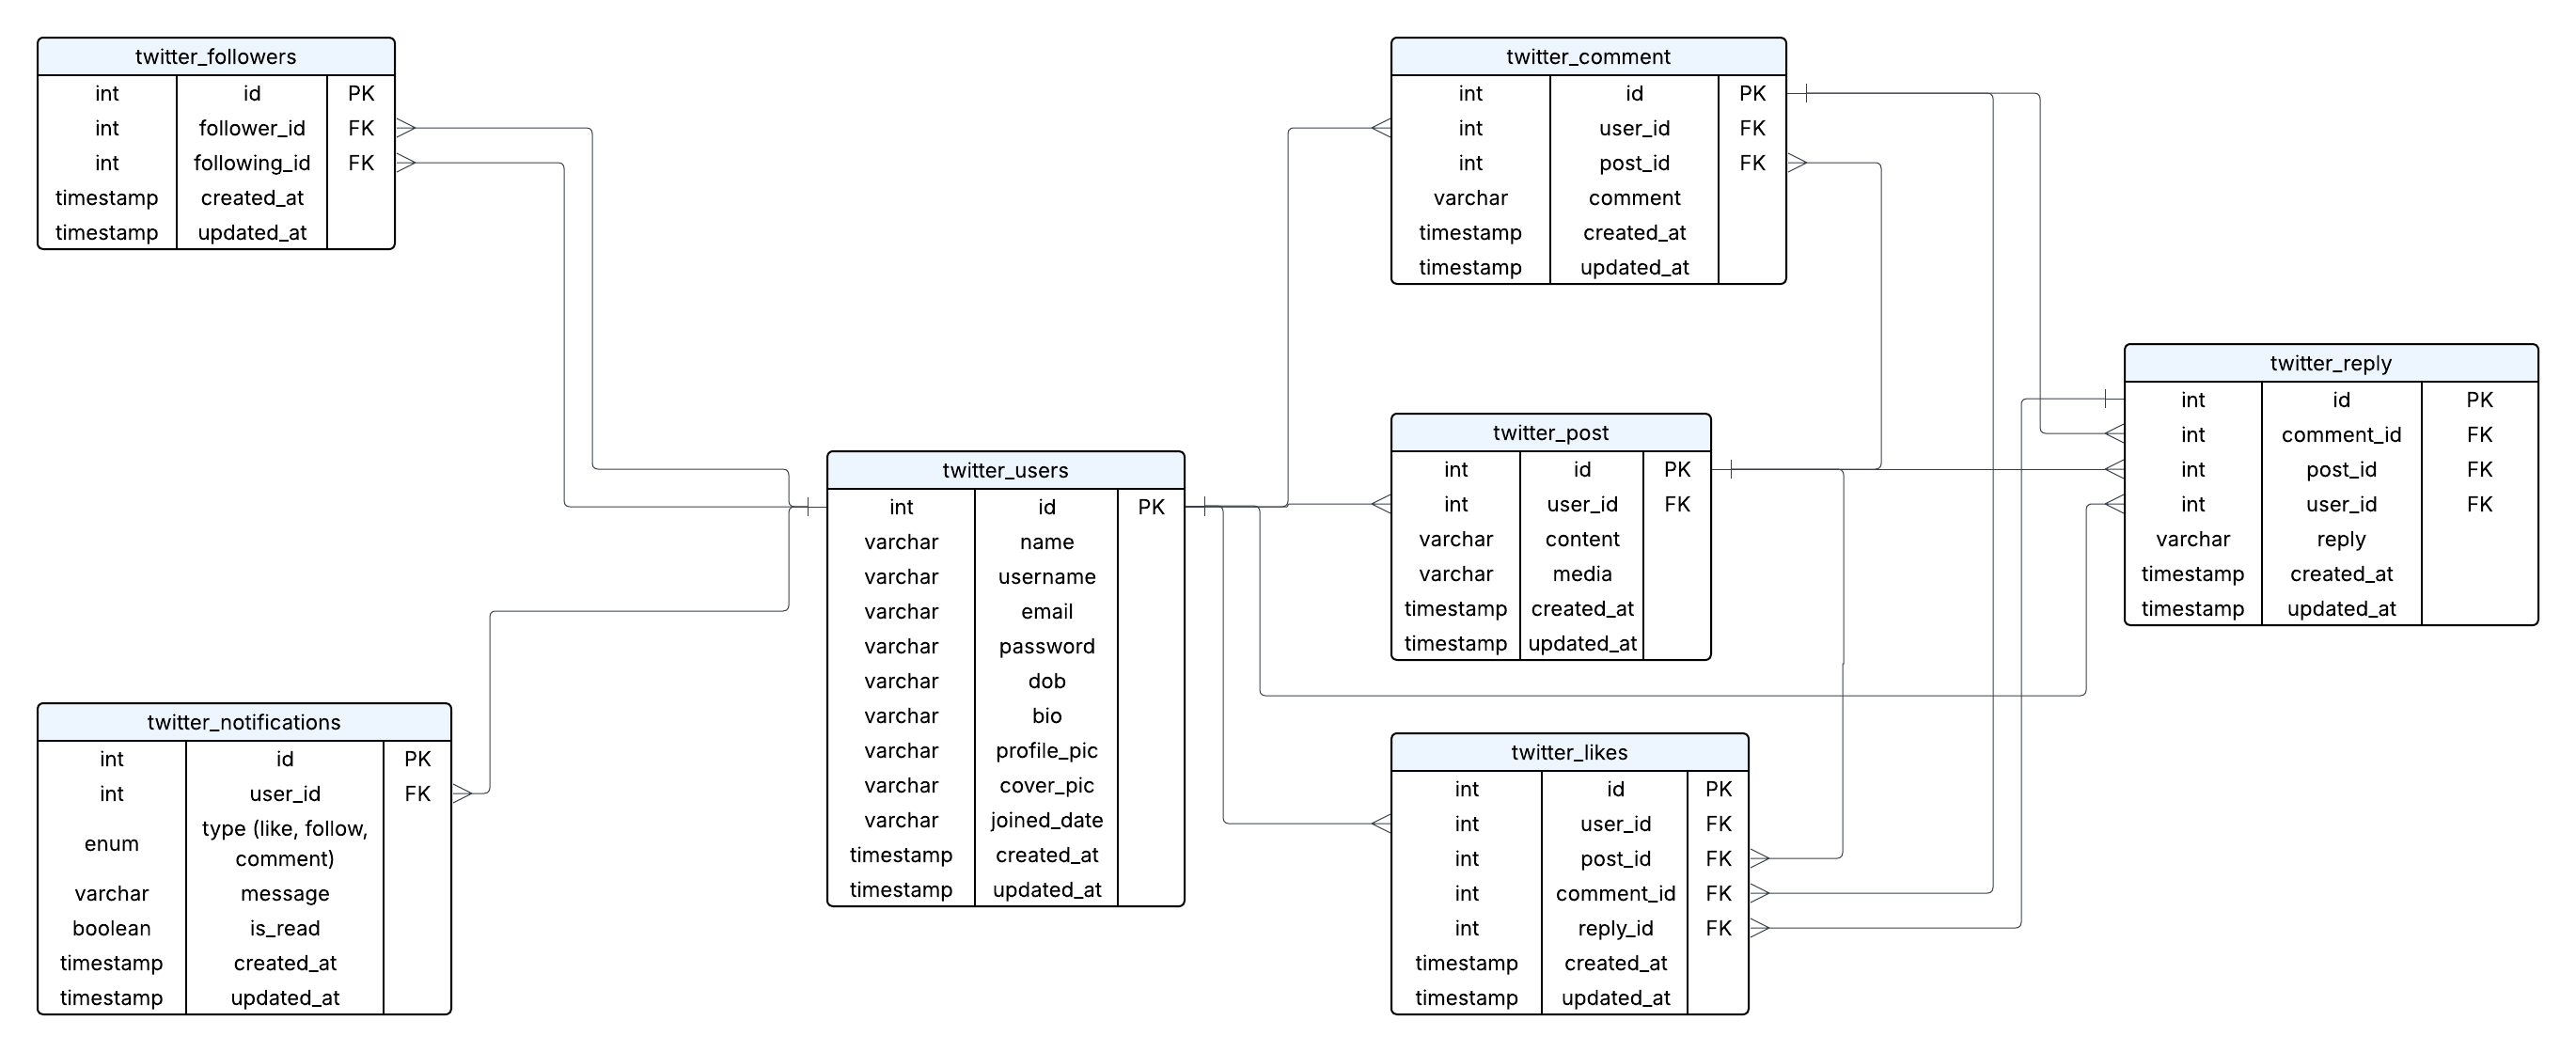 twitter_followers
int id PK
int follower_id FK
int following_id FK
timestamp created_at
timestamp updated_at
twitter_comment
int id PK
int user_id FK
int post_id FK
varchar comment
timestamp created_at
timestamp updated_at
twitter_reply
int id PK
int comment_id FK
int post_id FK
int user_id FK
varchar reply
timestamp created_at
timestamp updated_at
twitter_post
int id PK
int user_id FK
varchar content
varchar media
timestamp created_at
timestamp updated_at
twitter_users
int id PK
varchar name
varchar username
varchar email
varchar password
varchar dob
varchar bio
varchar profile_pic
varchar cover_pic
varchar joined_date
timestamp created_at
timestamp updated_at
twitter_notifications
int id PK
int user_id FK
enum type (like, follow,
comment)
varchar message
boolean is_read
timestamp created_at
timestamp updated_at
twitter_likes
int id PK
int user_id FK
int post_id FK
int comment_id FK
int reply_id FK
timestamp created_at
timestamp updated_at